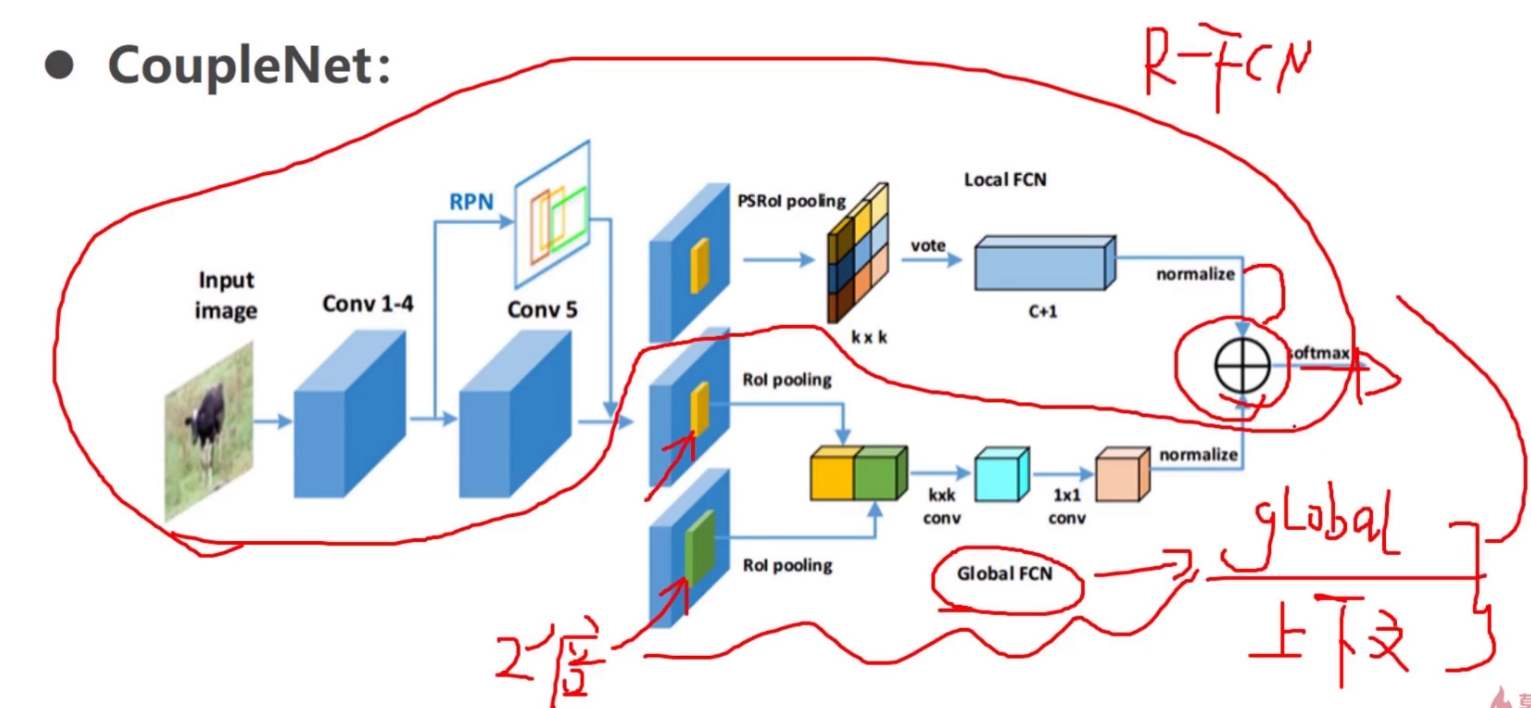 ● CoupleNet:
R-FCN
RPN
PSRoI pooling
Local FCN
Input
image
Conv 1-4
Conv 5
vote
normalize
k x k
C+1
softmax
RoI pooling
normalize
kxk
conv
1x1
conv
RoI pooling
Global FCN
global
2倍
上下文